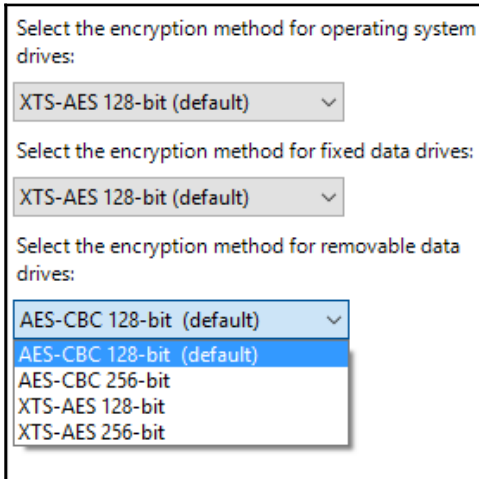 Select the encryption method for operating system
drives:
XTS-AES 128-bit (default)
Select the encryption method for fixed data drives:
XTS-AES 128-bit (default)
Select the encryption method for removable data
drives:
AES-CBC 128-bit  (default)
AES-CBC 128-bit  (default)
AES-CBC 256-bit
XTS-AES 128-bit
XTS-AES 256-bit